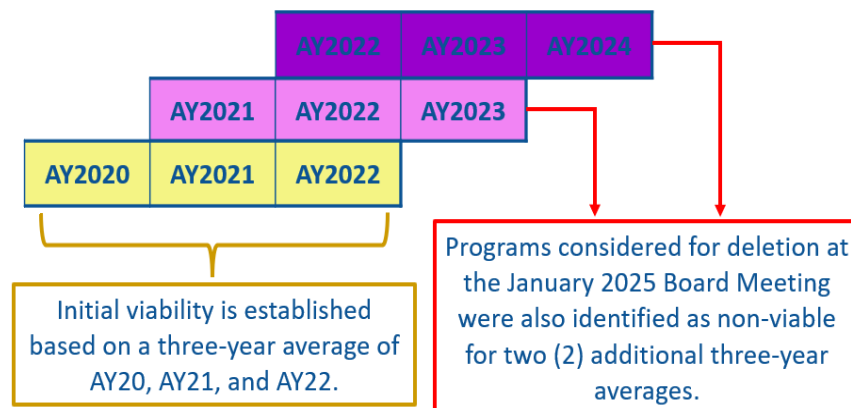 AY2022 AY2023 AY2024
AY2021 AY2022 AY2023
AY2020 AY2021 AY2022
Initial viability is established
based on a three-year average of
AY20, AY21, and AY22.
Programs considered for deletion at
the January 2025 Board Meeting
were also identified as non-viable
for two (2) additional three-year
averages.